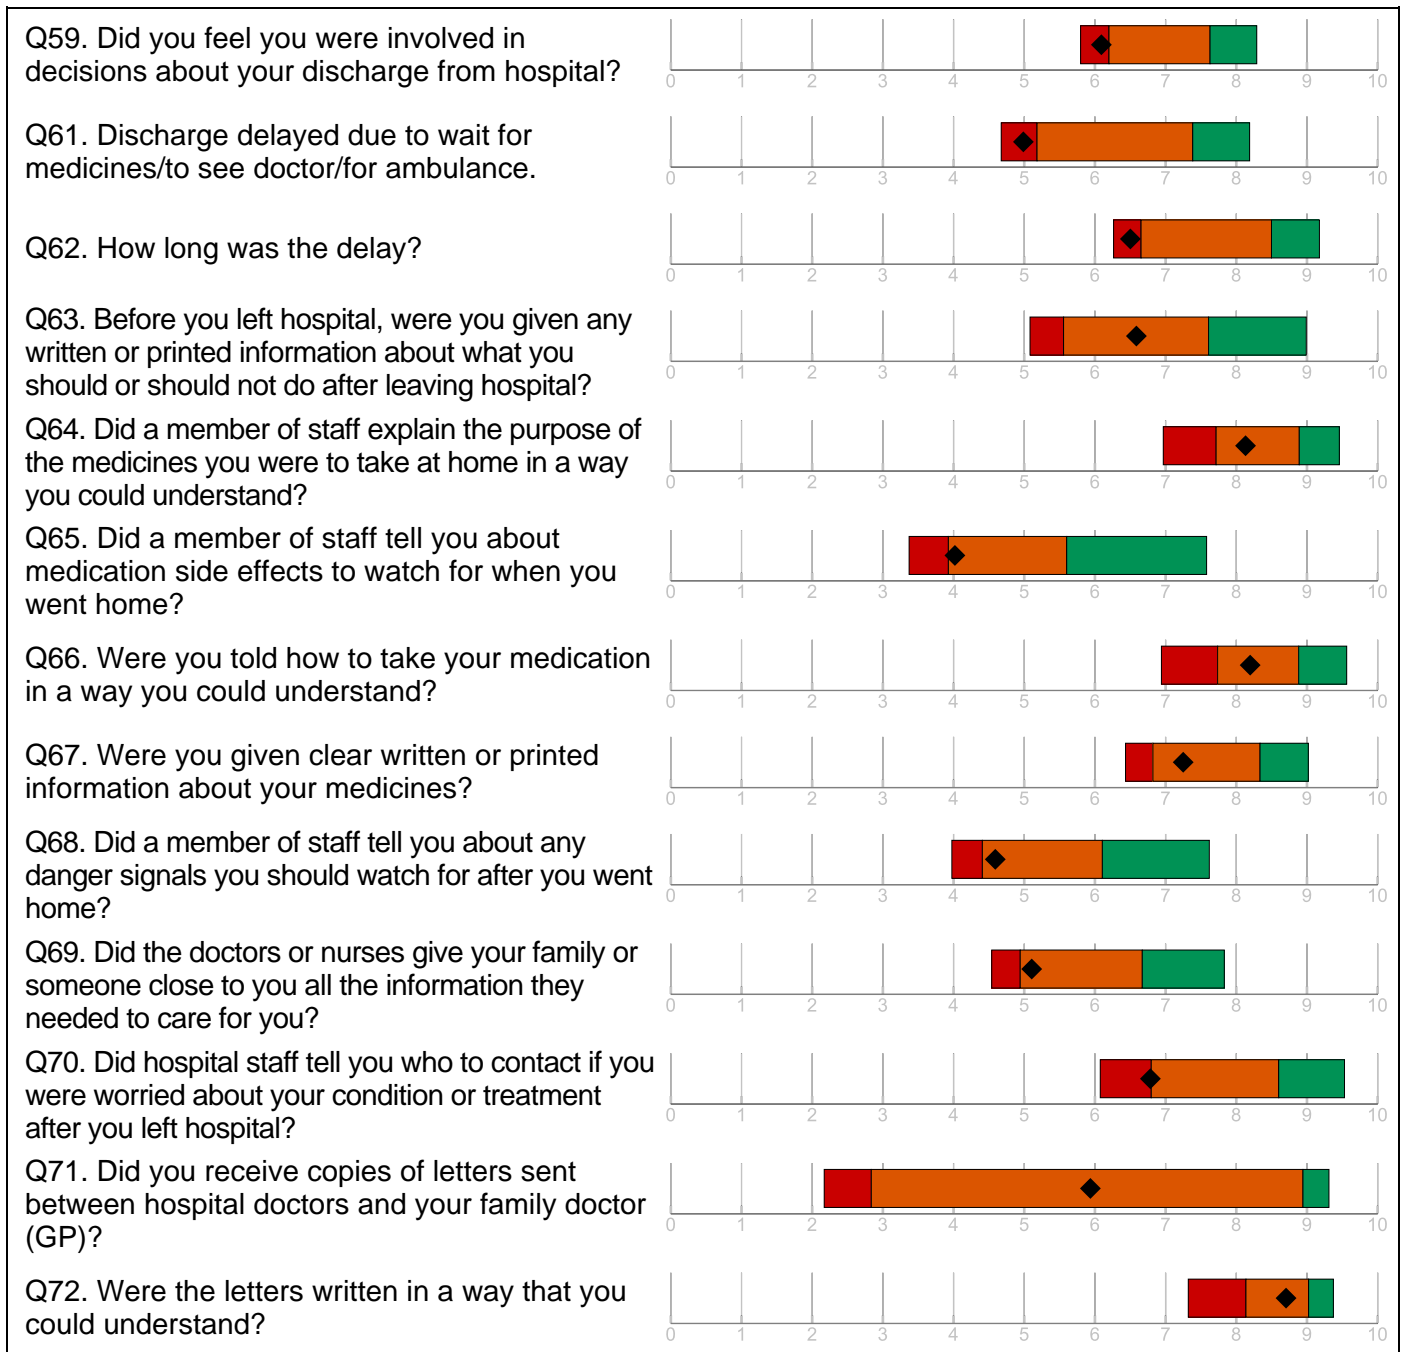 Q59. Did you feel you were involved in
decisions about your discharge from hospital?
0 1 2 3 4 5 6 7 8 9 10
Q61. Discharge delayed due to wait for
medicines/to see doctor/for ambulance.
0 1 2 3 4 5 6 7 8 9 10
Q62. How long was the delay?
0 1 2 3 4 5 6 7 8 9 10
Q63. Before you left hospital, were you given any
written or printed information about what you
should or should not do after leaving hospital?
0 1 2 3 4 5 6 7 8 9 10
Q64. Did a member of staff explain the purpose of
the medicines you were to take at home in a way
you could understand?
0 1 2 3 4 5 6 7 8 9 10
Q65. Did a member of staff tell you about
medication side effects to watch for when you
went home?
0 1 2 3 4 5 6 7 8 9 10
Q66. Were you told how to take your medication
in a way you could understand?
0 1 2 3 4 5 6 7 8 9 10
Q67. Were you given clear written or printed
information about your medicines?
0 1 2 3 4 5 6 7 8 9 10
Q68. Did a member of staff tell you about any
danger signals you should watch for after you went
home?
0 1 2 3 4 5 6 7 8 9 10
Q69. Did the doctors or nurses give your family or
someone close to you all the information they
needed to care for you?
0 1 2 3 4 5 6 7 8 9 10
Q70. Did hospital staff tell you who to contact if you
were worried about your condition or treatment
after you left hospital?
0 1 2 3 4 5 6 7 8 9 10
Q71. Did you receive copies of letters sent
between hospital doctors and your family doctor
(GP)?
0 1 2 3 4 5 6 7 8 9 10
Q72. Were the letters written in a way that you
could understand?
0 1 2 3 4 5 6 7 8 9 10